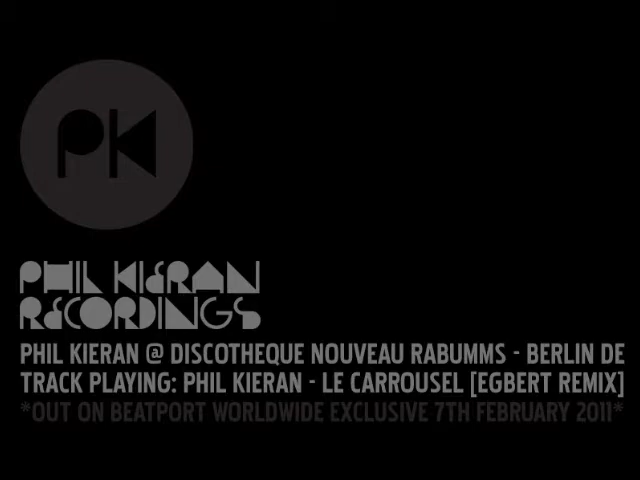 PK
PHIL KIERAN
RECORDINGS
PHIL KIERAN @ DISCOTHEQUE NOUVEAU RABUMMS - BERLIN DE
TRACK PLAYING: PHIL KIERAN - LE CARROUSEL [EGBERT REMIX]
*OUT ON BEATPORT WORLDWIDE EXCLUSIVE 7TH FEBRUARY 2011*